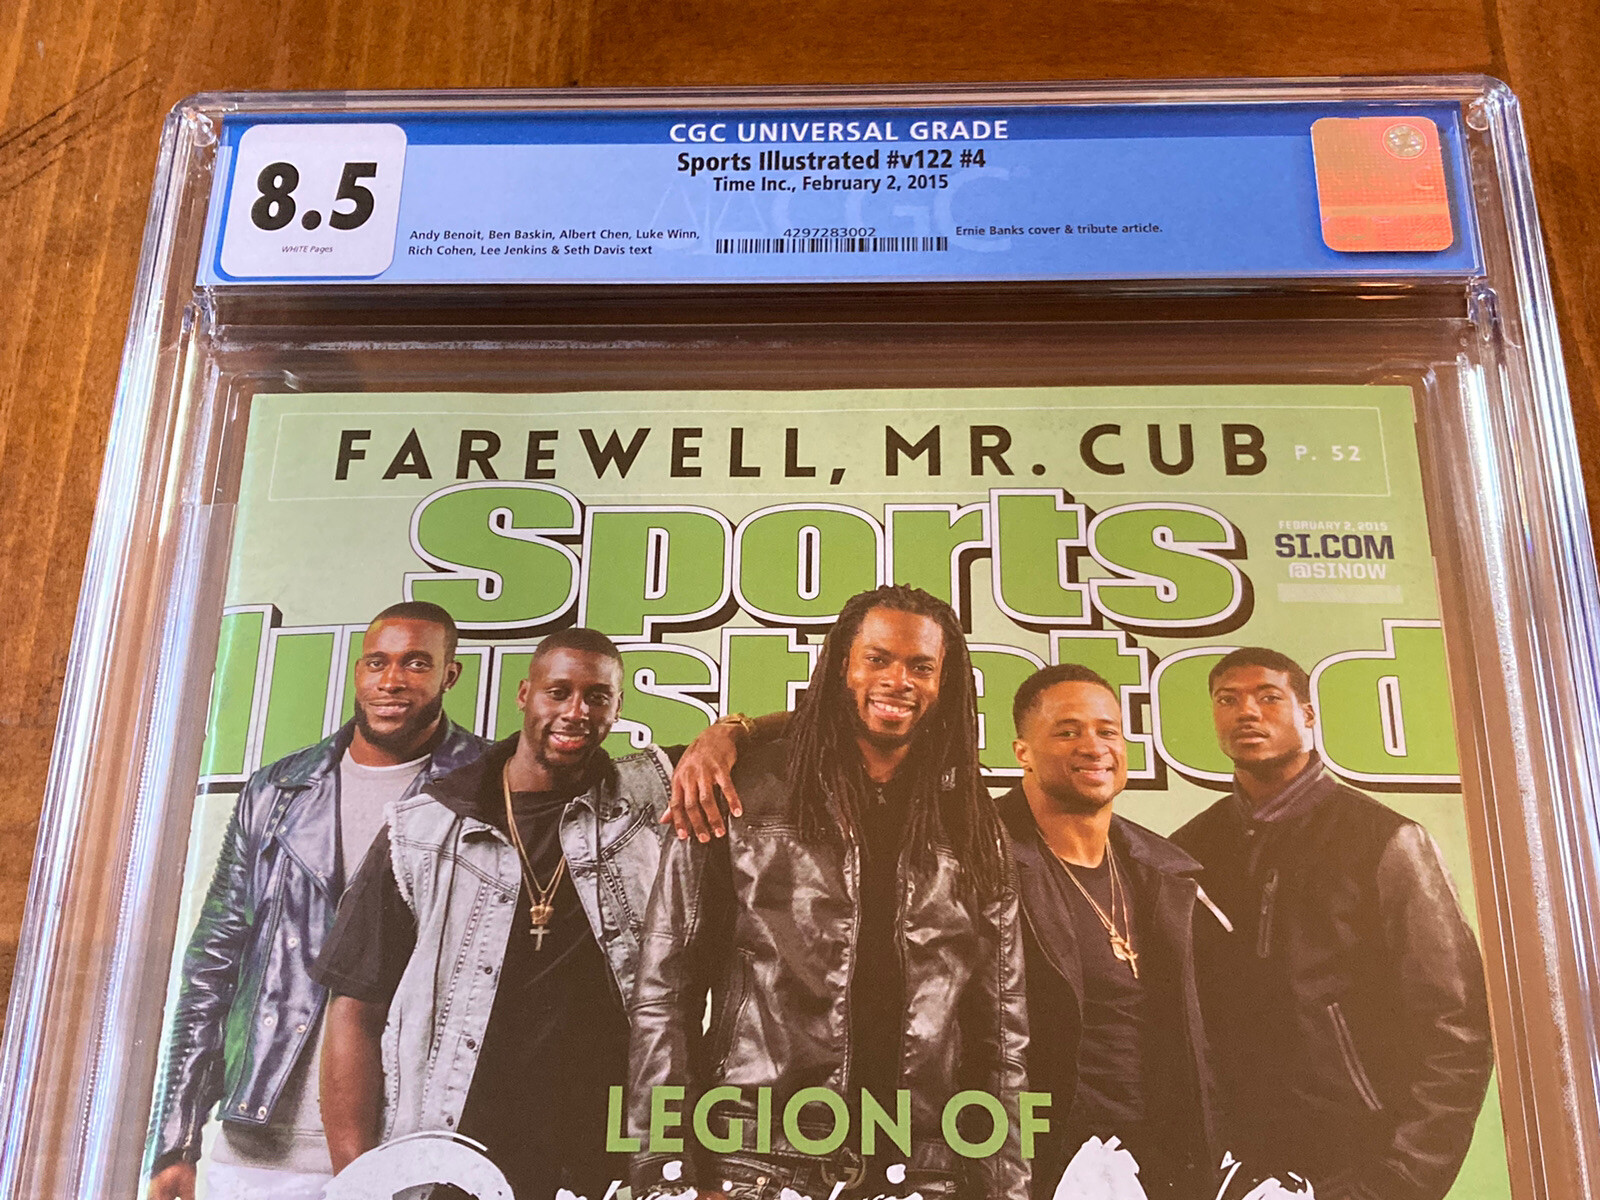 CGC UNIVERSAL GRADE
8.5
WHITE Pages
Sports Illustrated #v122 #4
Time Inc., February 2, 2015
Andy Benoit, Ben Baskin, Albert Chen, Luke Winn,
Rich Cohen, Lee Jenkins & Seth Davis text
4297283002
Ernie Banks cover & tribute article.
CGC
FAREWELL, MR. CUB P. 52
Sports
Illustrated
FEBRUARY 2, 2015
SI.COM
@SINOW
LEGION OF